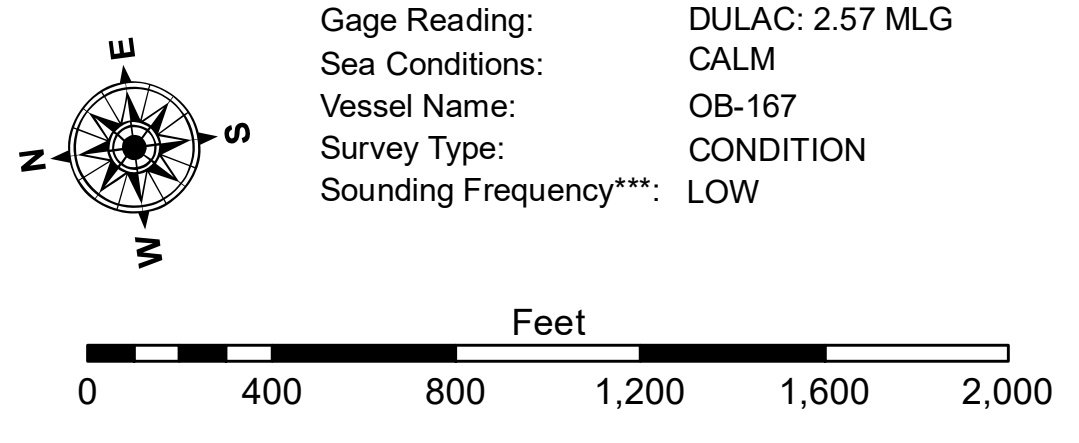 Gage Reading: DULAC: 2.57 MLG
Sea Conditions: CALM
Vessel Name: OB-167
Survey Type: CONDITION
Sounding Frequency***: LOW
E
S
N
W
Feet
0 400 800 1,200 1,600 2,000